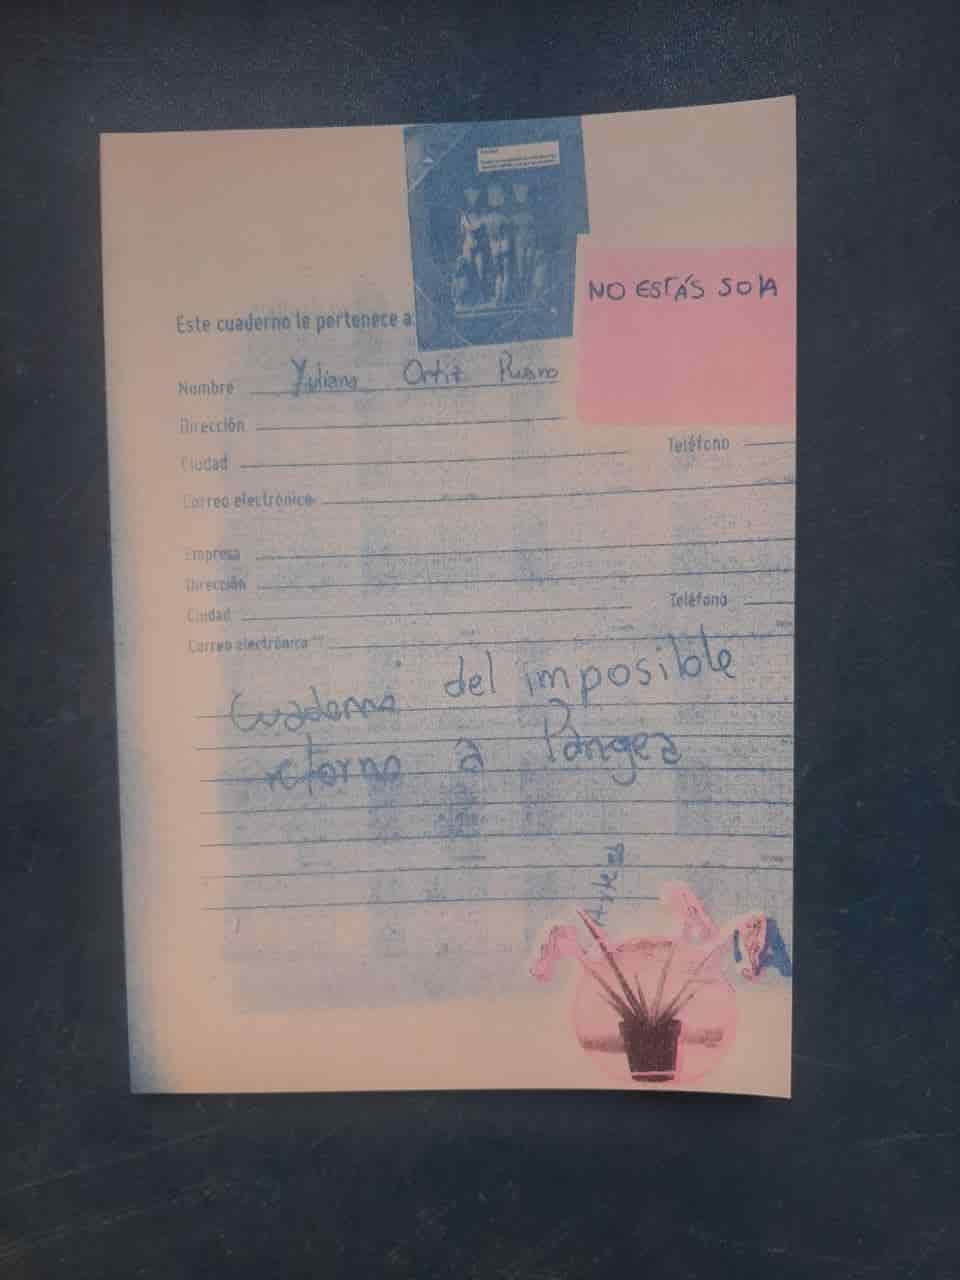 NO ESTÁS SOlA
Este cuaderno le pertenece a:
Nombre Yuliana Ortiz Ruano
Dirección
Ciudad Teléfono
Correo electrónico
Empresa
Dirección
Ciudad Teléfono
Correo electrónico
Cuaderno del imposible
retorno a Pangea